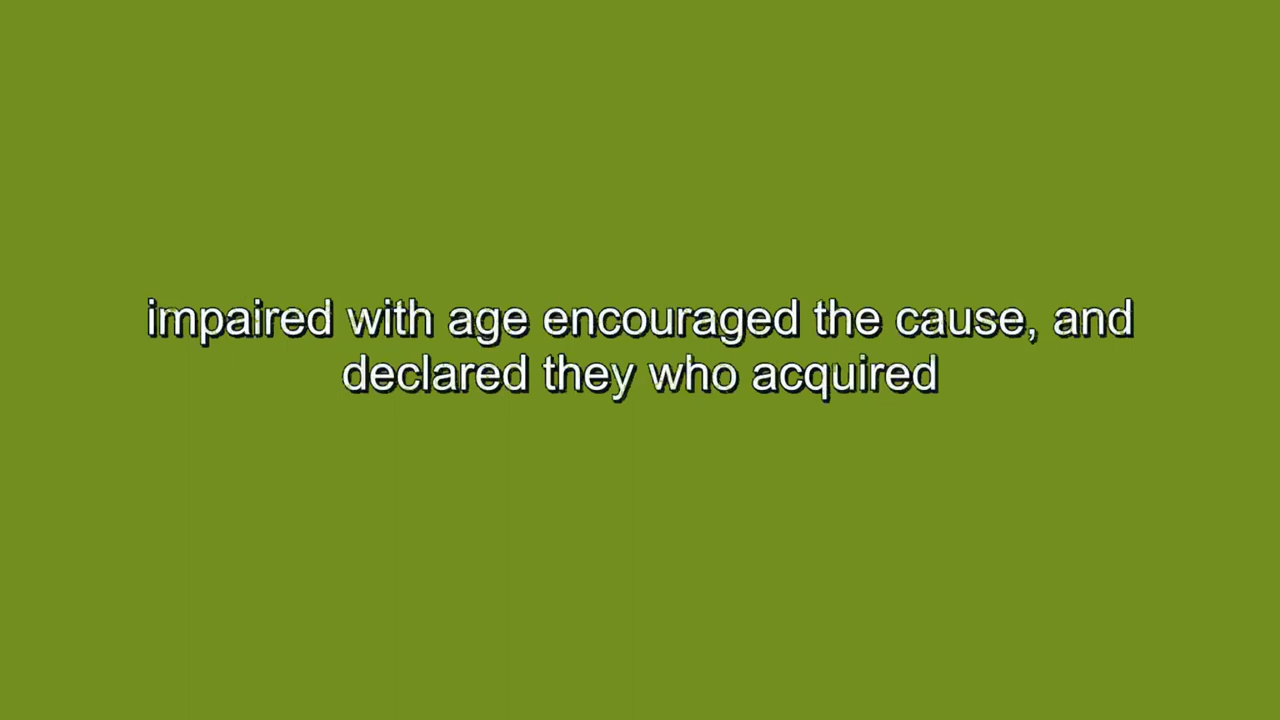 impaired with age encouraged the cause, and
declared they who acquired